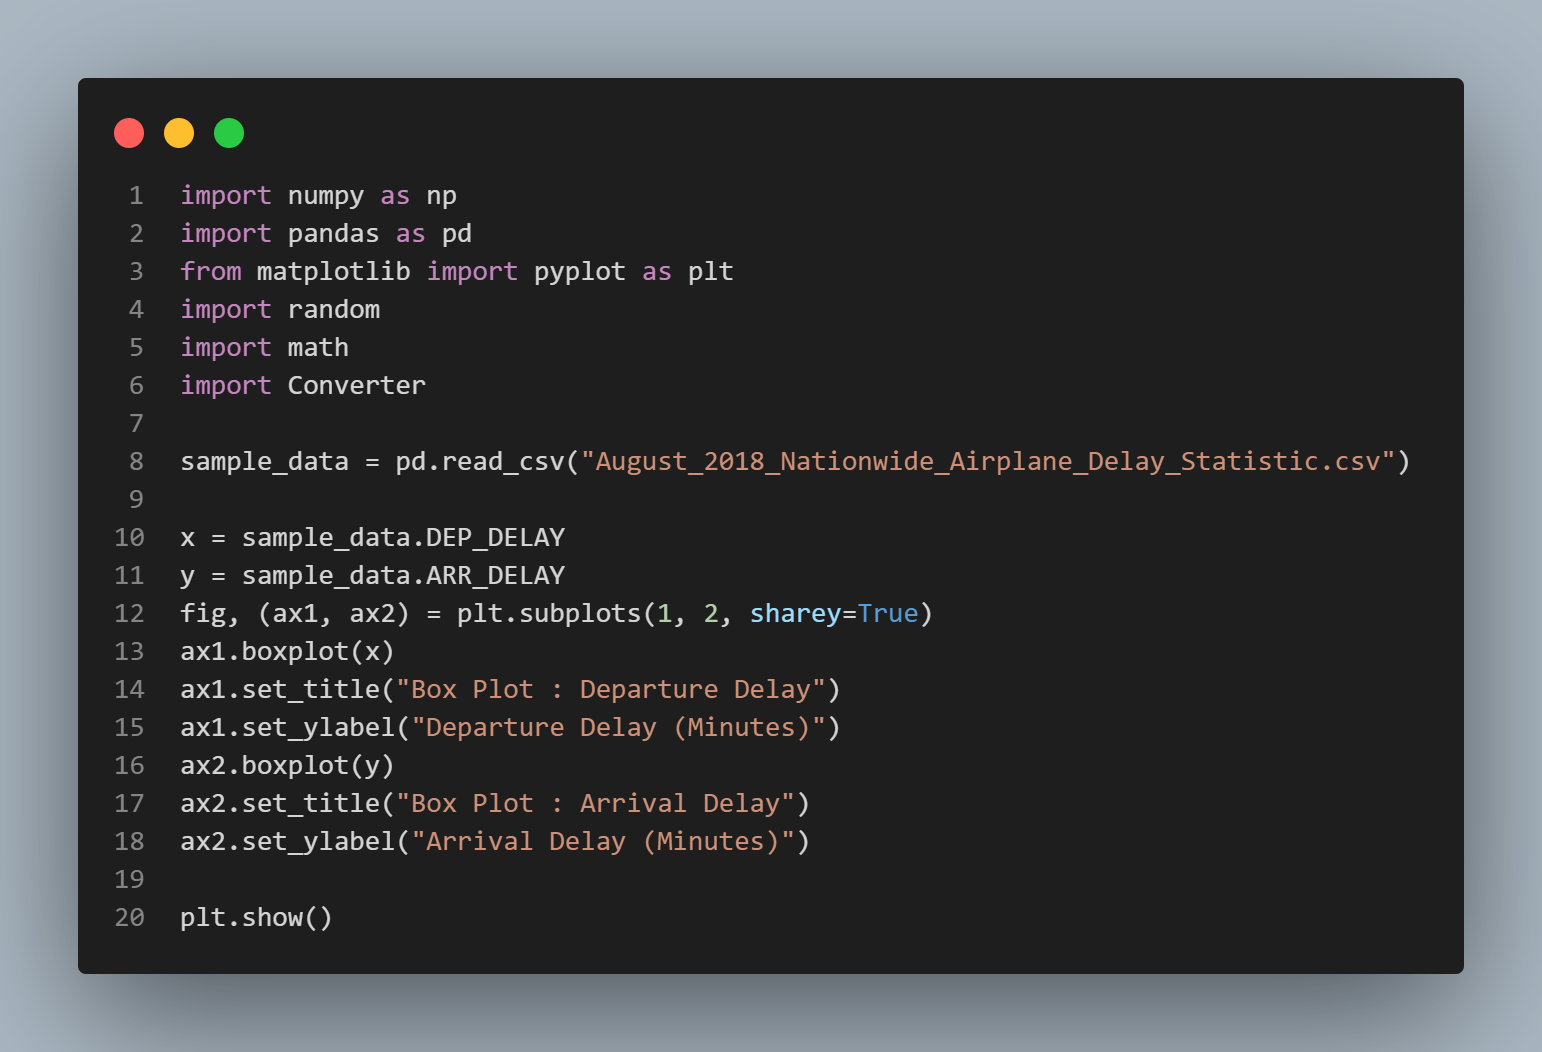 1 import numpy as np
2 import pandas as pd
3 from matplotlib import pyplot as plt
4 import random
5 import math
6 import Converter
7
8 sample_data = pd.read_csv("August_2018_Nationwide_Airplane_Delay_Statistic.csv")
9
10 x = sample_data.DEP_DELAY
11 y = sample_data.ARR_DELAY
12 fig, (ax1, ax2) = plt.subplots(1, 2, sharey=True)
13 ax1.boxplot(x)
14 ax1.set_title("Box Plot : Departure Delay")
15 ax1.set_ylabel("Departure Delay (Minutes)")
16 ax2.boxplot(y)
17 ax2.set_title("Box Plot : Arrival Delay")
18 ax2.set_ylabel("Arrival Delay (Minutes)")
19
20 plt.show()